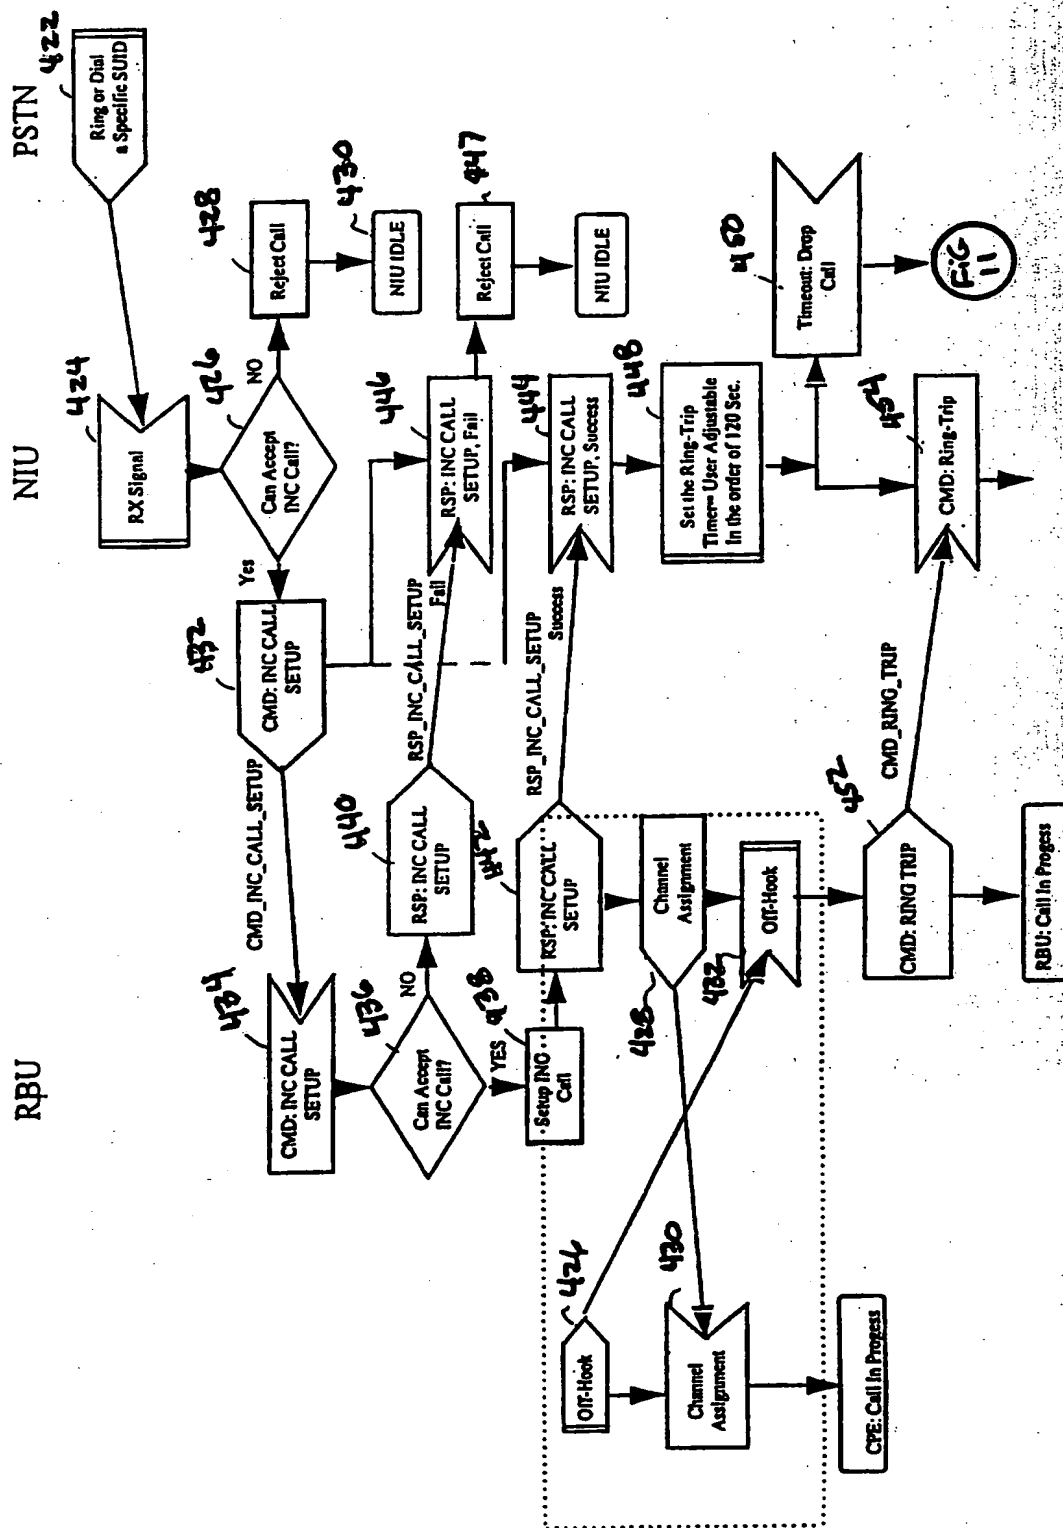 RBU
NIU
PSTN
422
Ring or Dial
a Specific SUID
424
RX Signal
426
Can Accept
INC Call?
NO
428
Reject Call
430
NIU IDLE
Yes
432
CMD: INC CALL
SETUP
CMD_INC_CALL_SETUP
434
CMD: INC CALL
SETUP
436
Can Accept
INC Call?
NO
440
RSP: INC CALL
SETUP
RSP_INC_CALL_SETUP
Fail
446
RSP: INC CALL
SETUP, Fail
447
Reject Call
NIU IDLE
YES
438
Setup INC
Call
442
RSP: INC CALL
SETUP
RSP_INC_CALL_SETUP
Success
444
RSP: INC CALL
SETUP, Success
448
Set the Ring-Trip
Timer= User Adjustable
In the order of 120 Sec.
450
Timeout: Drop
Call
FIG
11
426
Off-Hook
428
Channel
Assignment
430
Channel
Assignment
432
Off-Hook
452
CMD: RING TRIP
CMD_RING_TRIP
454
CMD: Ring-Trip
CPE: Call In Progess
RBU: Call In Progess